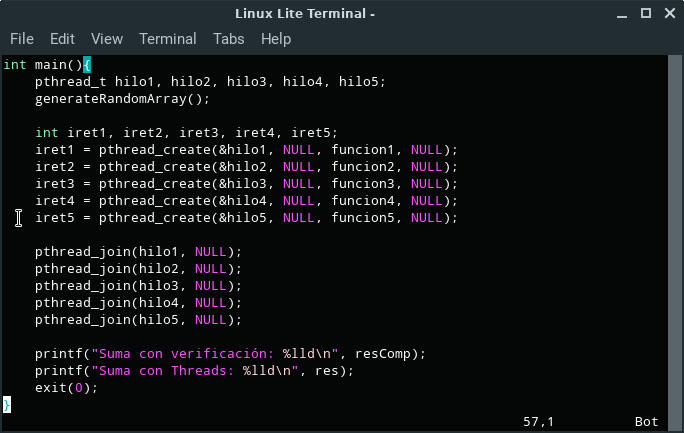 Linux Lite Terminal -
File Edit View Terminal Tabs Help
int main(){
    pthread_t hilo1, hilo2, hilo3, hilo4, hilo5;
    generateRandomArray();

    int iret1, iret2, iret3, iret4, iret5;
    iret1 = pthread_create(&hilo1, NULL, funcion1, NULL);
    iret2 = pthread_create(&hilo2, NULL, funcion2, NULL);
    iret3 = pthread_create(&hilo3, NULL, funcion3, NULL);
    iret4 = pthread_create(&hilo4, NULL, funcion4, NULL);
    iret5 = pthread_create(&hilo5, NULL, funcion5, NULL);

    pthread_join(hilo1, NULL);
    pthread_join(hilo2, NULL);
    pthread_join(hilo3, NULL);
    pthread_join(hilo4, NULL);
    pthread_join(hilo5, NULL);

    printf("Suma con verificación: %lld\n", resComp);
    printf("Suma con Threads: %lld\n", res);
    exit(0);
}
57,1 Bot